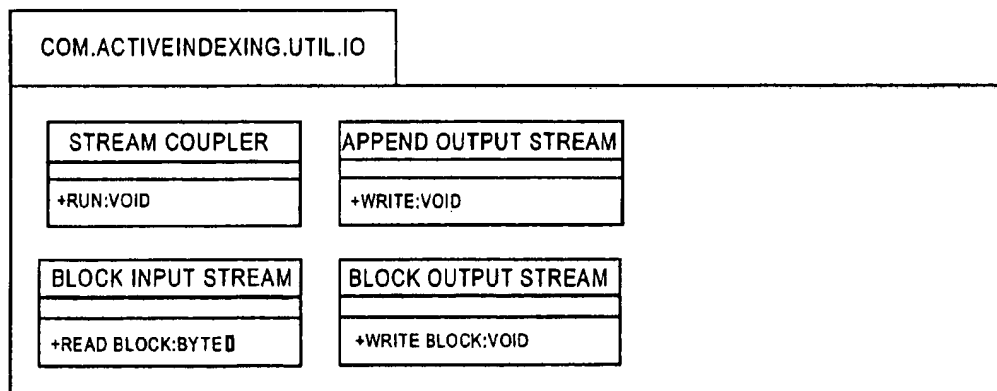 COM.ACTIVEINDEXING.UTIL.IO
STREAM COUPLER
+RUN:VOID
APPEND OUTPUT STREAM
+WRITE:VOID
BLOCK INPUT STREAM
+READ BLOCK:BYTE[]
BLOCK OUTPUT STREAM
+WRITE BLOCK:VOID